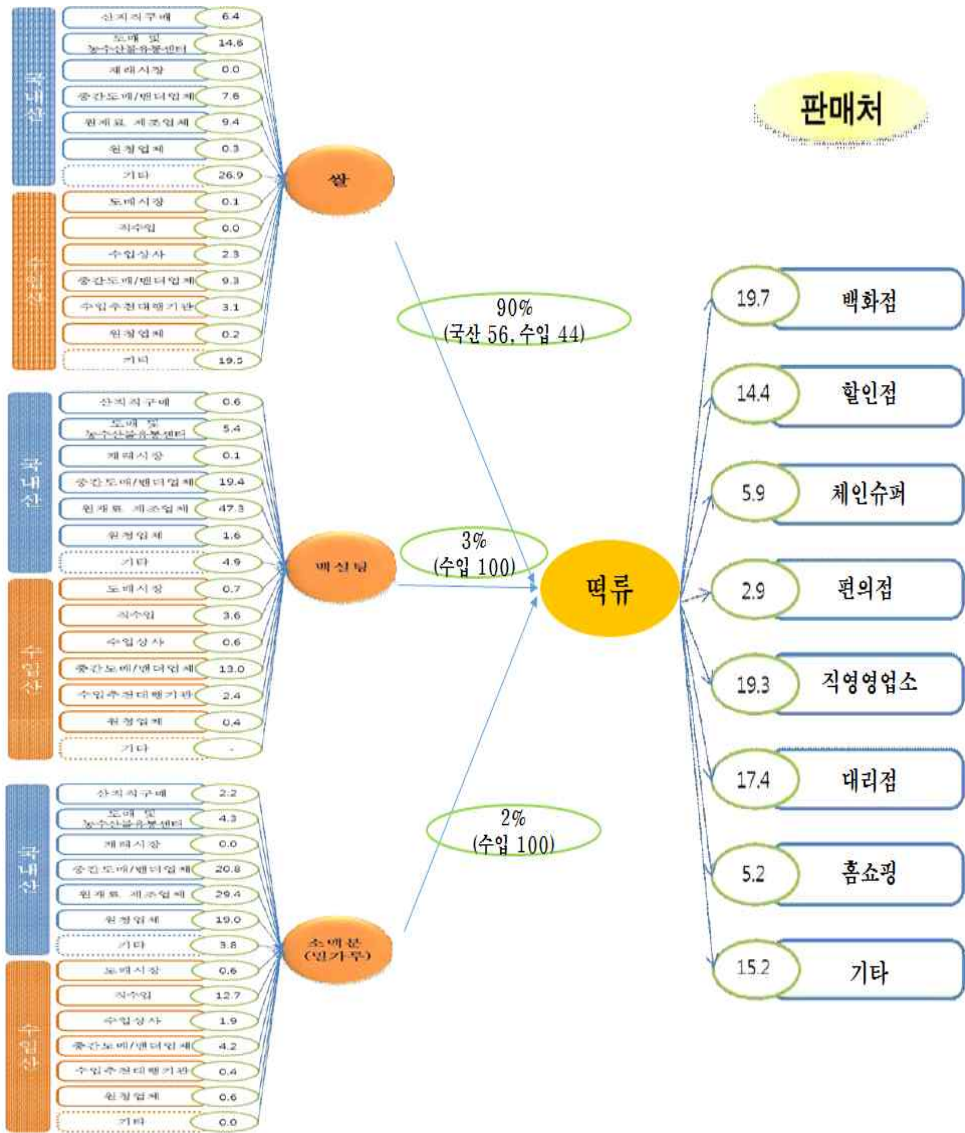 국내산
산지직구매 6.4
도매 및
농수산물유통센터 14.6
재래시장 0.0
중간도매/밴더업체 7.6
원재료 제조업체 9.4
원청업체 0.3
기타 26.9
수입산
도매시장 0.1
직수입 0.0
수입상사 2.3
중간도매/밴더업체 9.3
수입추천대행기관 3.1
원청업체 0.2
기타 19.5
쌀
90%
(국산 56, 수입 44)
국내산
산지직구매 0.6
도매 및
농수산물유통센터 5.4
재래시장 0.1
중간도매/밴더업체 19.4
원재료 제조업체 47.3
원청업체 1.6
기타 4.9
수입산
도매시장 0.7
직수입 3.6
수입상사 0.6
중간도매/밴더업체 13.0
수입추천대행기관 2.4
원청업체 0.4
기타 -
백설탕
3%
(수입 100)
국내산
산지직구매 2.2
도매 및
농수산물유통센터 4.3
재래시장 0.0
중간도매/밴더업체 20.8
원재료 제조업체 29.4
원청업체 19.0
기타 3.8
수입산
도매시장 0.6
직수입 12.7
수입상사 1.9
중간도매/밴더업체 4.2
수입추천대행기관 0.4
원청업체 0.6
기타 0.0
소맥분
(밀가루)
2%
(수입 100)
떡류
판매처
19.7 백화점
14.4 할인점
5.9 체인슈퍼
2.9 편의점
19.3 직영영업소
17.4 대리점
5.2 홈쇼핑
15.2 기타